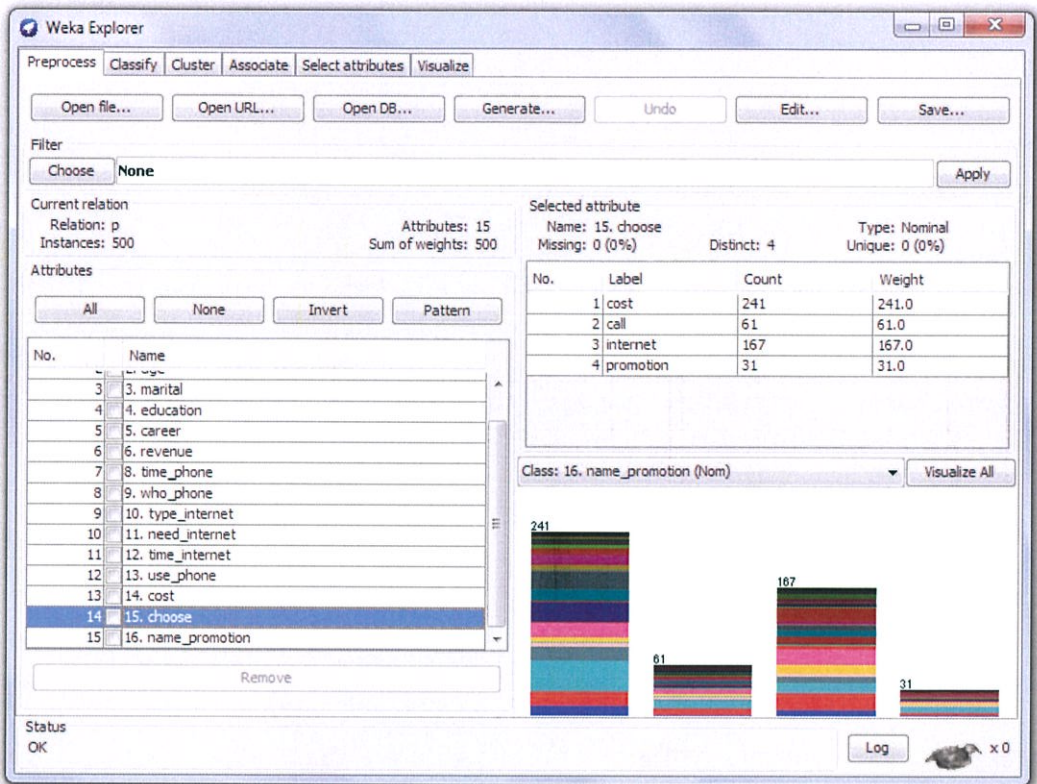 Weka Explorer
Preprocess Classify Cluster Associate Select attributes Visualize
Open file... Open URL... Open DB... Generate... Undo Edit... Save...
Filter
Choose None Apply
Current relation
Relation: p Attributes: 15
Instances: 500 Sum of weights: 500
Selected attribute
Name: 15. choose Type: Nominal
Missing: 0 (0%) Distinct: 4 Unique: 0 (0%)
Attributes
All None Invert Pattern
No. Name
3 3. marital
4 4. education
5 5. career
6 6. revenue
7 8. time_phone
8 9. who_phone
9 10. type_internet
10 11. need_internet
11 12. time_internet
12 13. use_phone
13 14. cost
14 15. choose
15 16. name_promotion
Remove
No. Label Count Weight
1 cost 241 241.0
2 call 61 61.0
3 internet 167 167.0
4 promotion 31 31.0
Class: 16. name_promotion (Nom) Visualize All
241
61
167
31
Status
OK
Log x 0